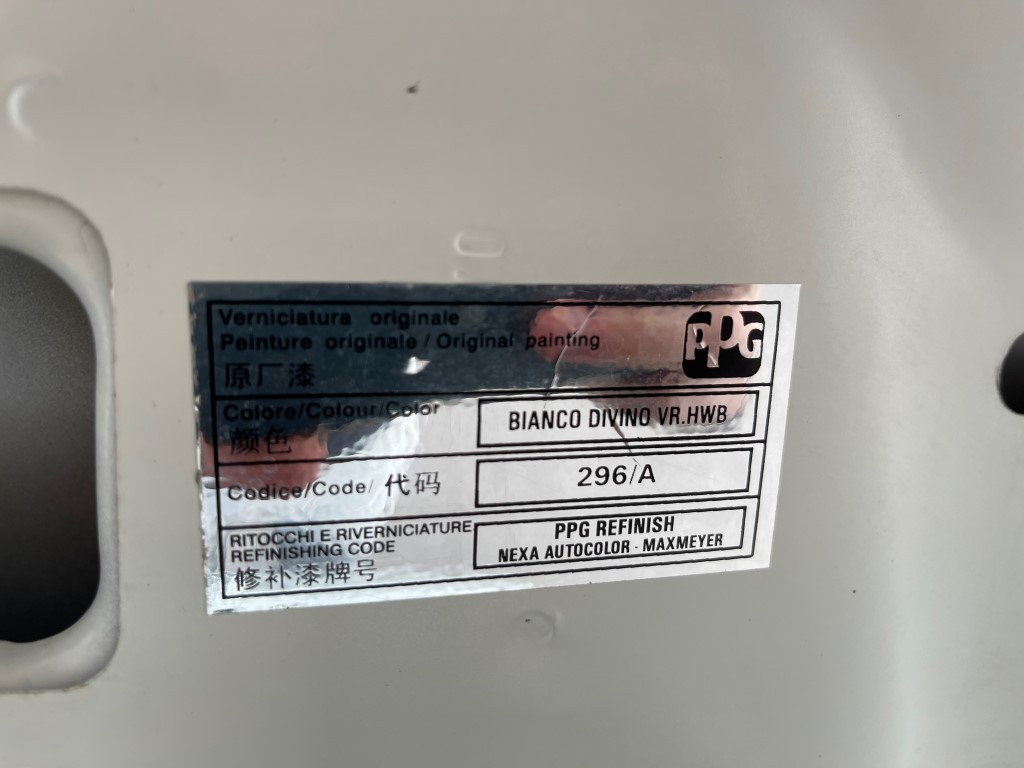 Verniciatura originale
Peinture originale / Original painting
PPG
原厂漆
Colore/Colour/Color
颜色
BIANCO DIVINO VR.HWB
Codice/Code/ 代码
296/A
RITOCCHI E RIVERNICIATURE
REFINISHING CODE
修补漆牌号
PPG REFINISH
NEXA AUTOCOLOR - MAXMEYER